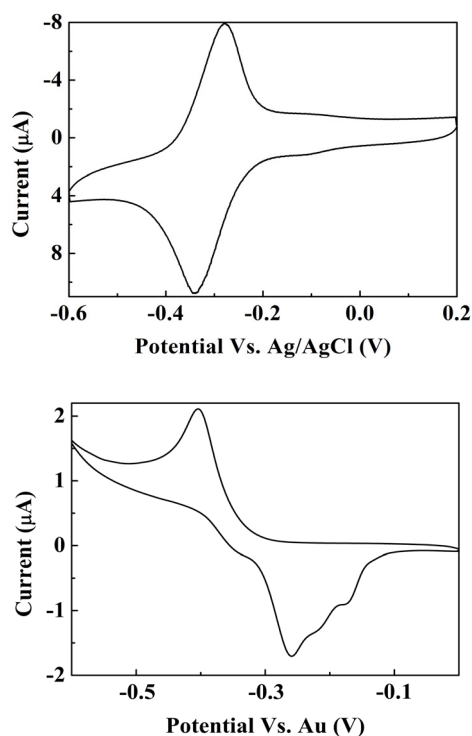 -8
-4
0
4
8
Current (μA)
-0.6 -0.4 -0.2 0.0 0.2
Potential Vs. Ag/AgCl (V)
2
1
0
-1
-2
Current (μA)
-0.5 -0.3 -0.1
Potential Vs. Au (V)